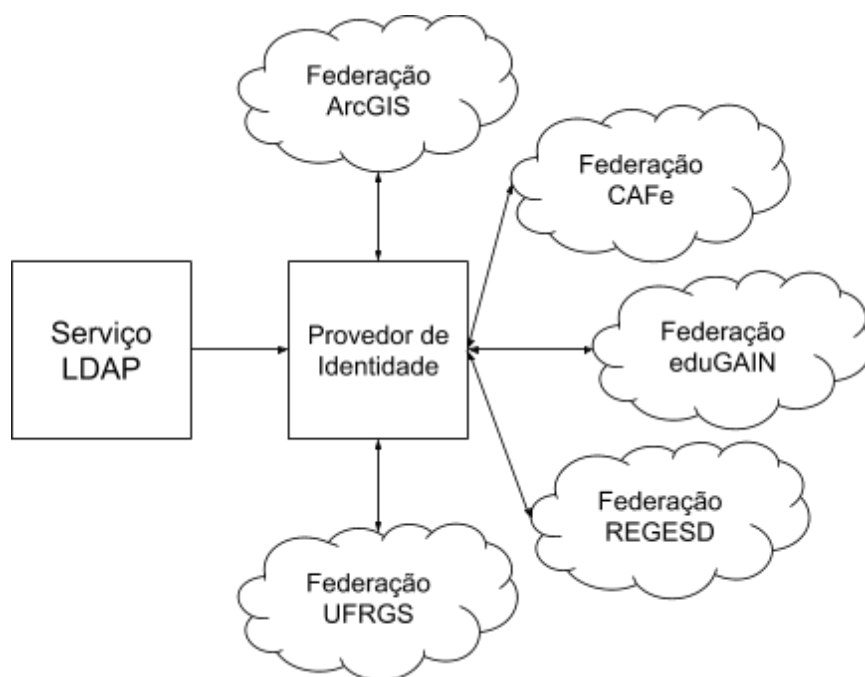 Federação
ArcGIS
Federação
CAFe
Serviço
LDAP
Provedor de
Identidade
Federação
eduGAIN
Federação
REGESD
Federação
UFRGS